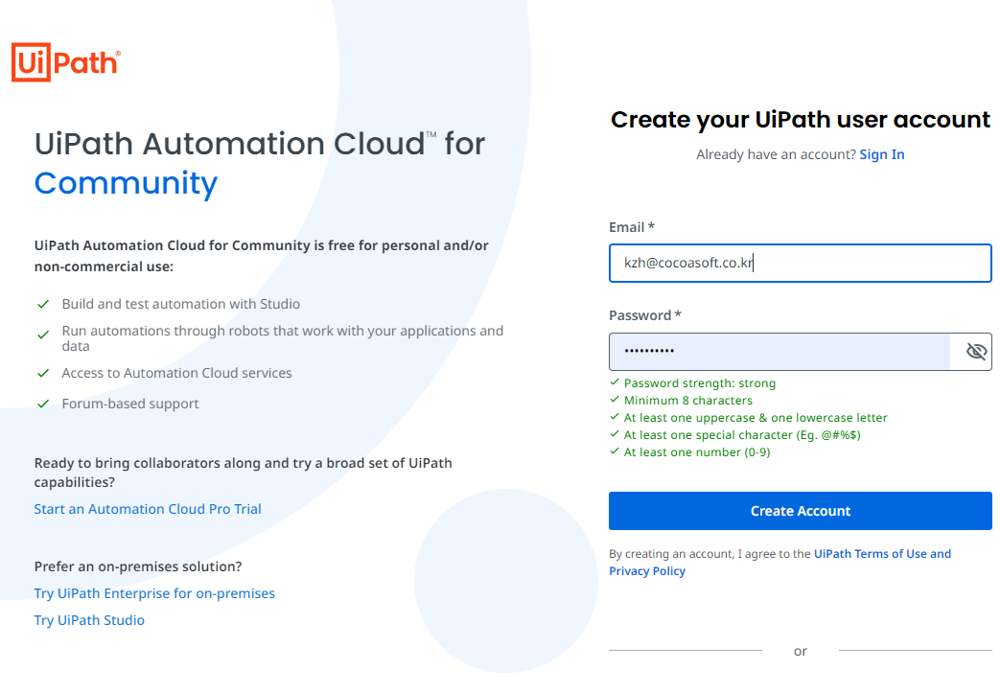 UiPath®
UiPath Automation Cloud™ for
Community
UiPath Automation Cloud for Community is free for personal and/or
non-commercial use:
Build and test automation with Studio
Run automations through robots that work with your applications and
data
Access to Automation Cloud services
Forum-based support
Ready to bring collaborators along and try a broad set of UiPath
capabilities?
Start an Automation Cloud Pro Trial
Prefer an on-premises solution?
Try UiPath Enterprise for on-premises
Try UiPath Studio
Create your UiPath user account
Already have an account? Sign In
Email *
kzh@cocoasoft.co.kr
Password *
••••••••••
Password strength: strong
Minimum 8 characters
At least one uppercase & one lowercase letter
At least one special character (Eg. @#%$)
At least one number (0-9)
Create Account
By creating an account, I agree to the UiPath Terms of Use and
Privacy Policy
or